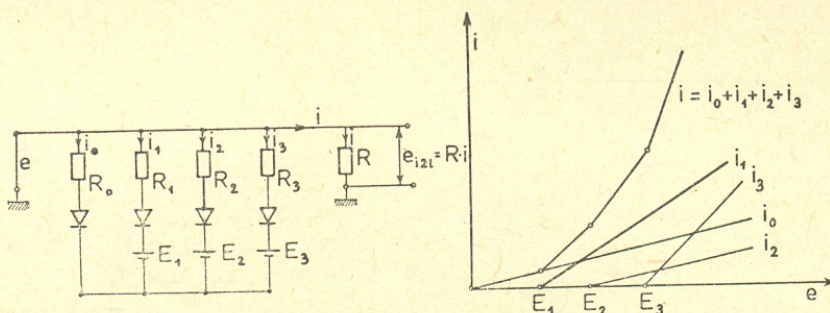 i
i₀ i₁ i₂ i₃ i
e R₀ R₁ R₂ R₃ R e_izl = R·i
E₁ E₂ E₃
i
i = i₀+i₁+i₂+i₃
i₁
i₃
i₀
i₂
E₁ E₂ E₃ e